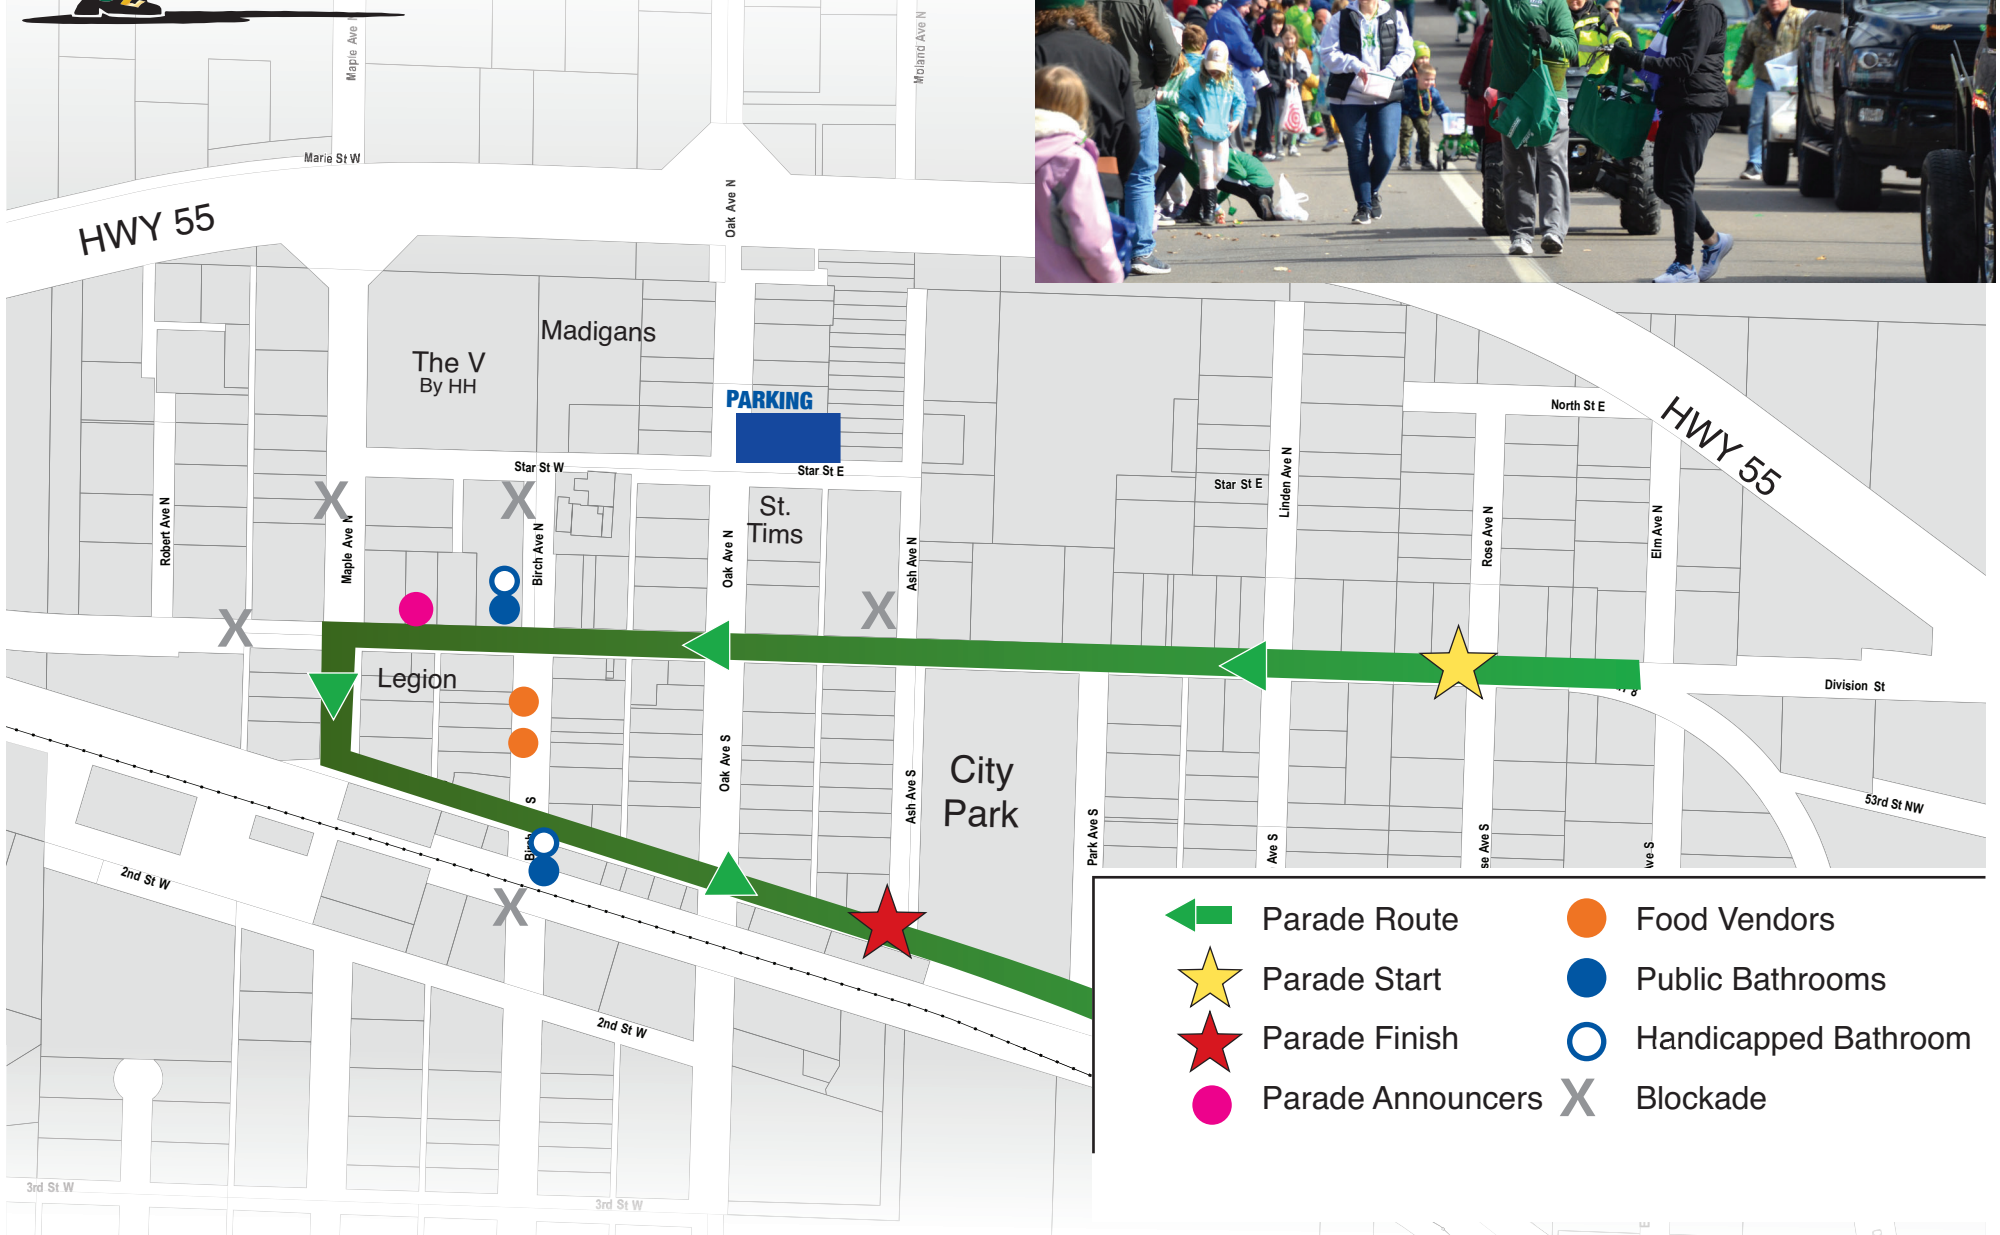 Maple Ave N
Marie St W
HWY 55
Oak Ave N
The V
By HH
Madigans
PARKING
North St E
HWY 55
Star St W
Star St E
Star St E
Linden Ave N
Robert Ave N
X
Maple Ave N
X
Birch Ave N
Oak Ave N
St.
Tims
Ash Ave N
X
Rose Ave N
Elm Ave N
X
Legion
Division St
Oak Ave S
Ash Ave S
City
Park
Park Ave S
Ave S
se Ave S
ve S
53rd St NW
2nd St W
S
X
2nd St W
3rd St W
3rd St W
Parade Route
Parade Start
Parade Finish
Parade Announcers
Food Vendors
Public Bathrooms
Handicapped Bathroom
X Blockade